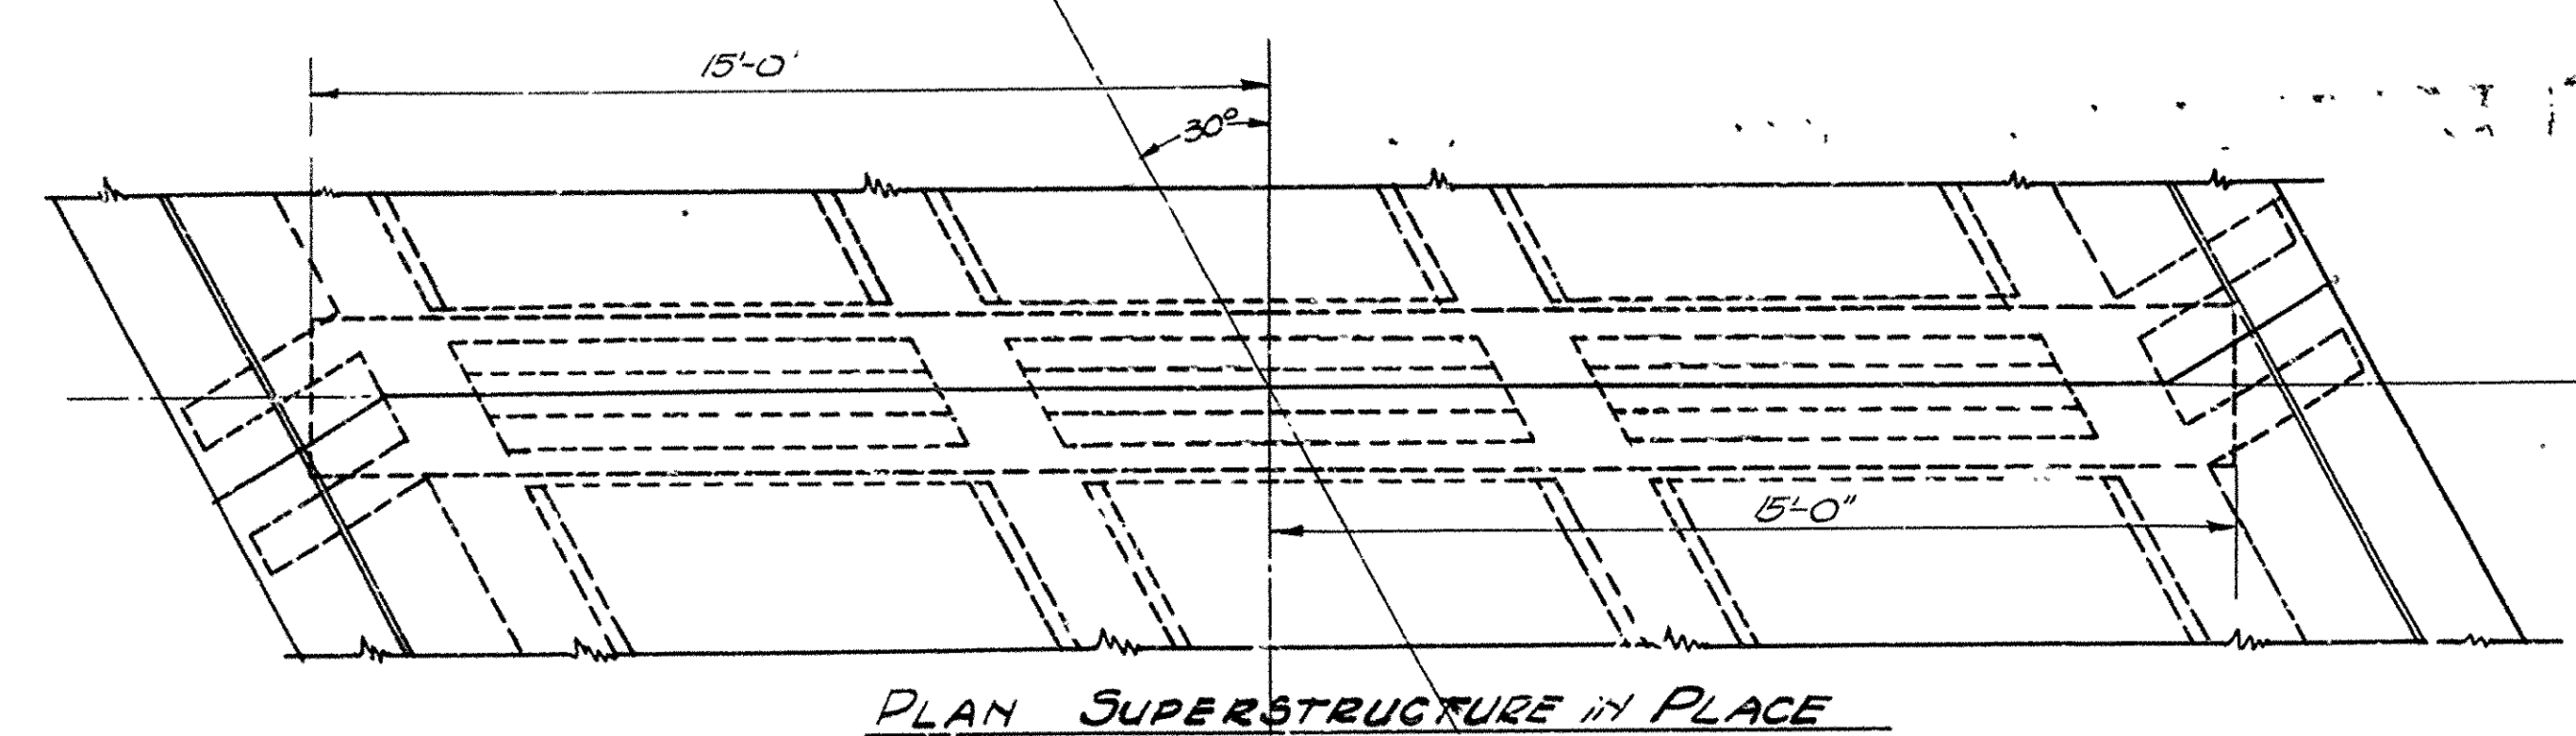 15'-0'
30°
15'-0"
PLAN SUPERSTRUCTURE IN PLACE